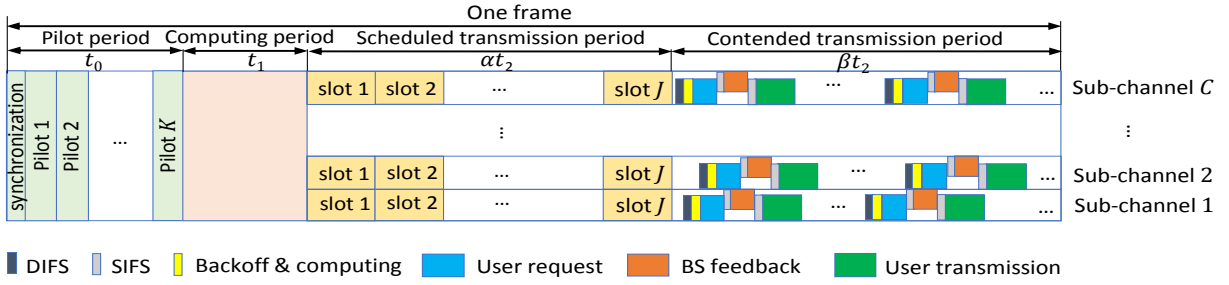 One frame
Pilot period Computing period Scheduled transmission period Contended transmission period
t₀ t₁ αt₂ βt₂
synchronization
Pilot 1
Pilot 2
...
Pilot K
slot 1 slot 2 ... slot J ... ... Sub-channel C
⋮ ⋮
slot 1 slot 2 ... slot J ... ... Sub-channel 2
slot 1 slot 2 ... slot J ... ... Sub-channel 1
DIFS SIFS Backoff & computing User request BS feedback User transmission